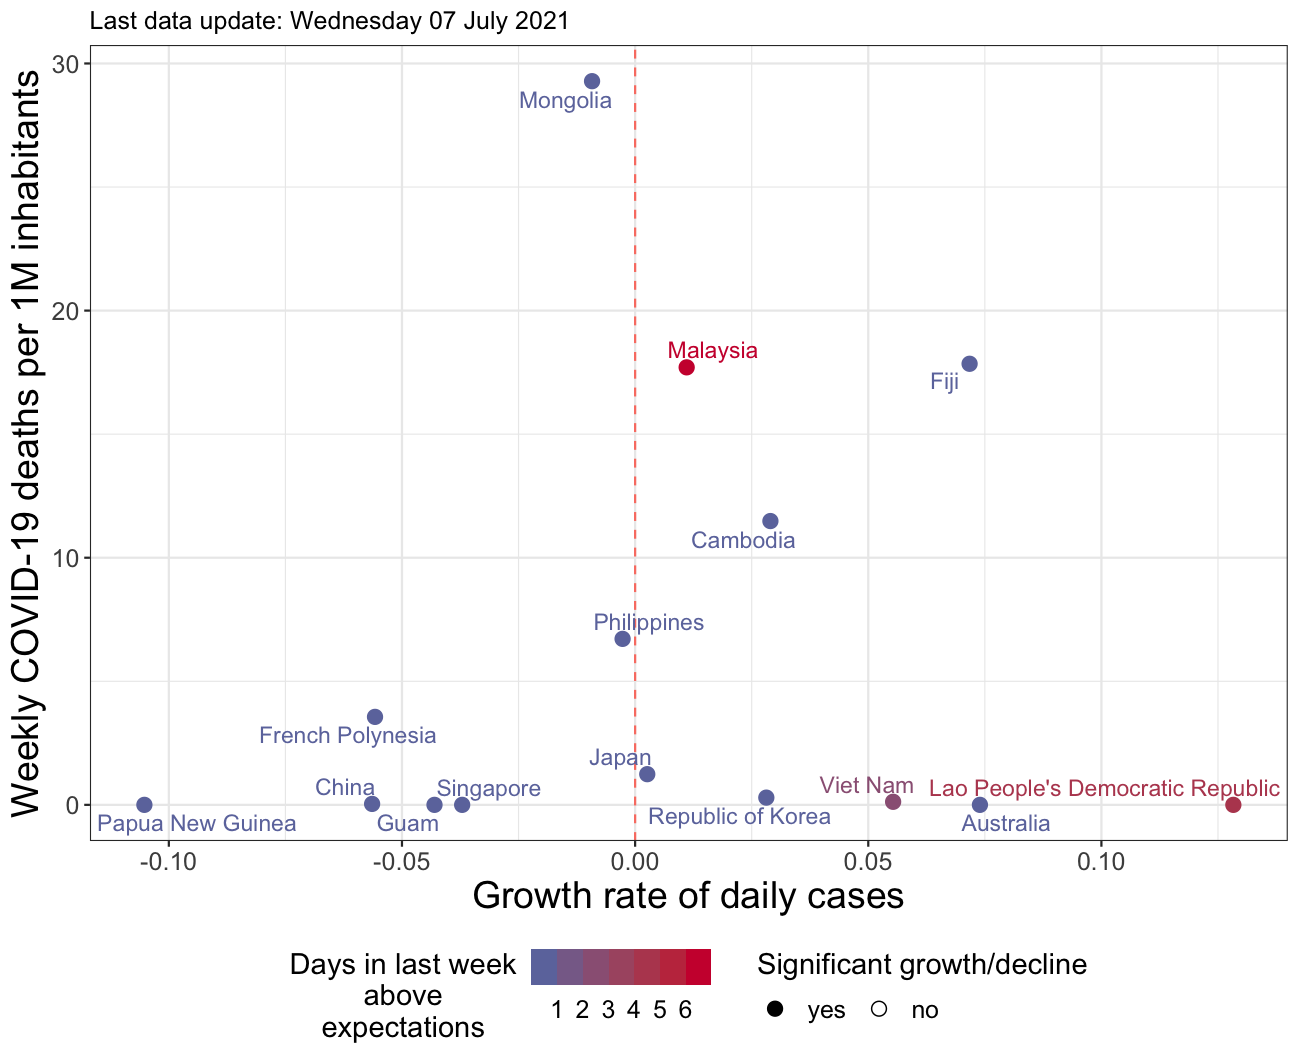 Last data update: Wednesday 07 July 2021
Weekly COVID-19 deaths per 1M inhabitants
30
20
10
0
Mongolia
Malaysia
Fiji
Cambodia
Philippines
French Polynesia
Japan
China
Singapore
Viet Nam
Lao People's Democratic Republic
Papua New Guinea
Guam
Republic of Korea
Australia
-0.10
-0.05
0.00
0.05
0.10
Growth rate of daily cases
Days in last week
above
expectations
1 2 3 4 5 6
Significant growth/decline
yes no